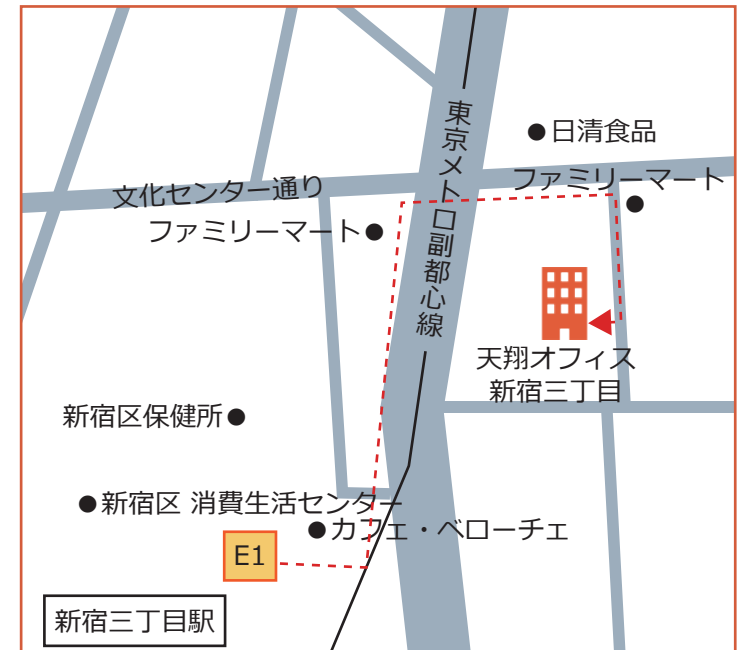 東京メトロ副都心線
日清食品
文化センター通り
ファミリーマート
ファミリーマート
天翔オフィス
新宿三丁目
新宿区保健所
新宿区 消費生活センター
カフェ・ベローチェ
E1
新宿三丁目駅